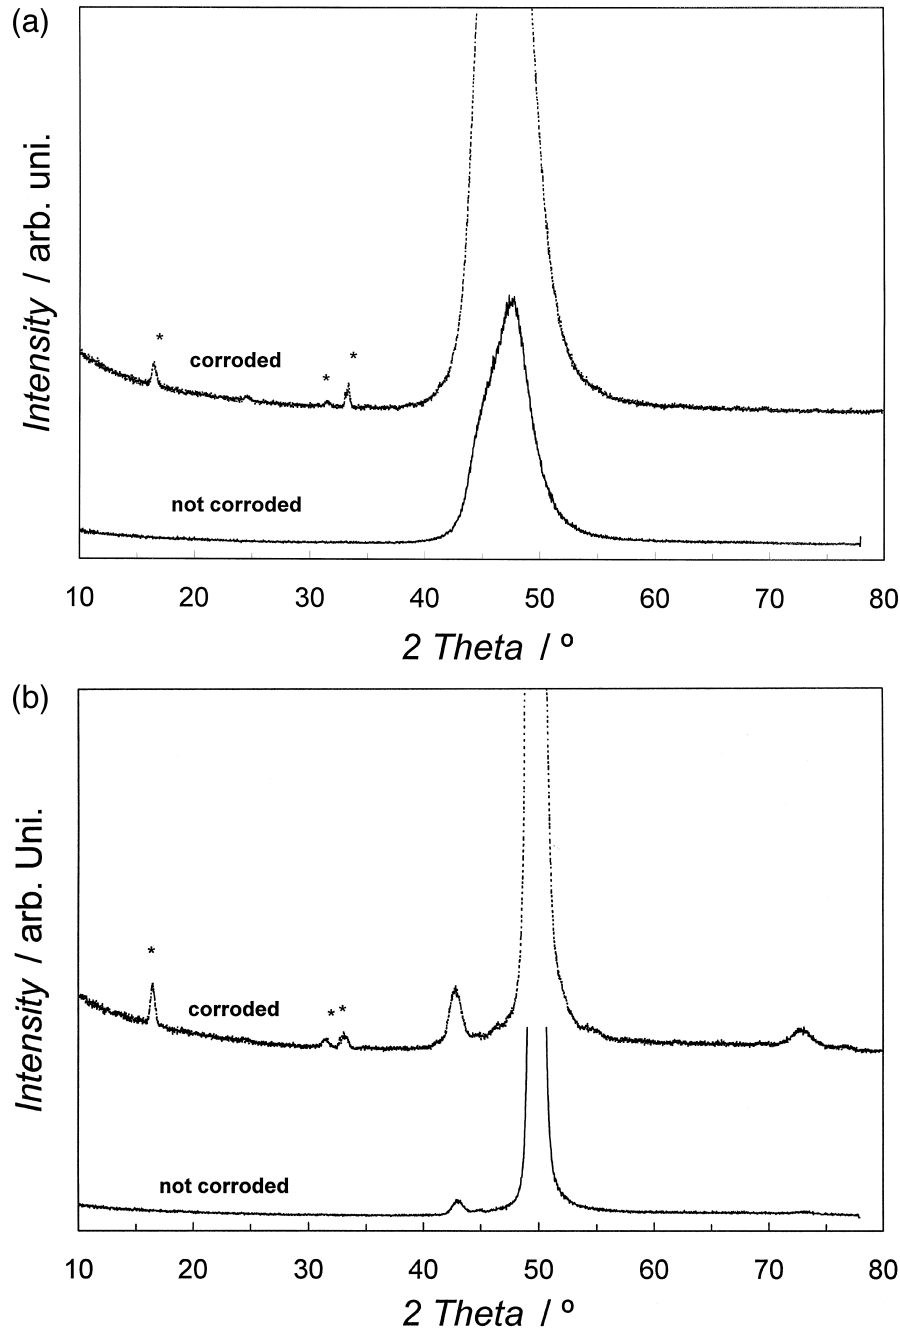 (a)
Intensity / arb. uni.
*
*
*
corroded
not corroded
10 20 30 40 50 60 70 80
2 Theta / º
(b)
Intensity / arb. Uni.
*
* *
corroded
not corroded
10 20 30 40 50 60 70 80
2 Theta / º